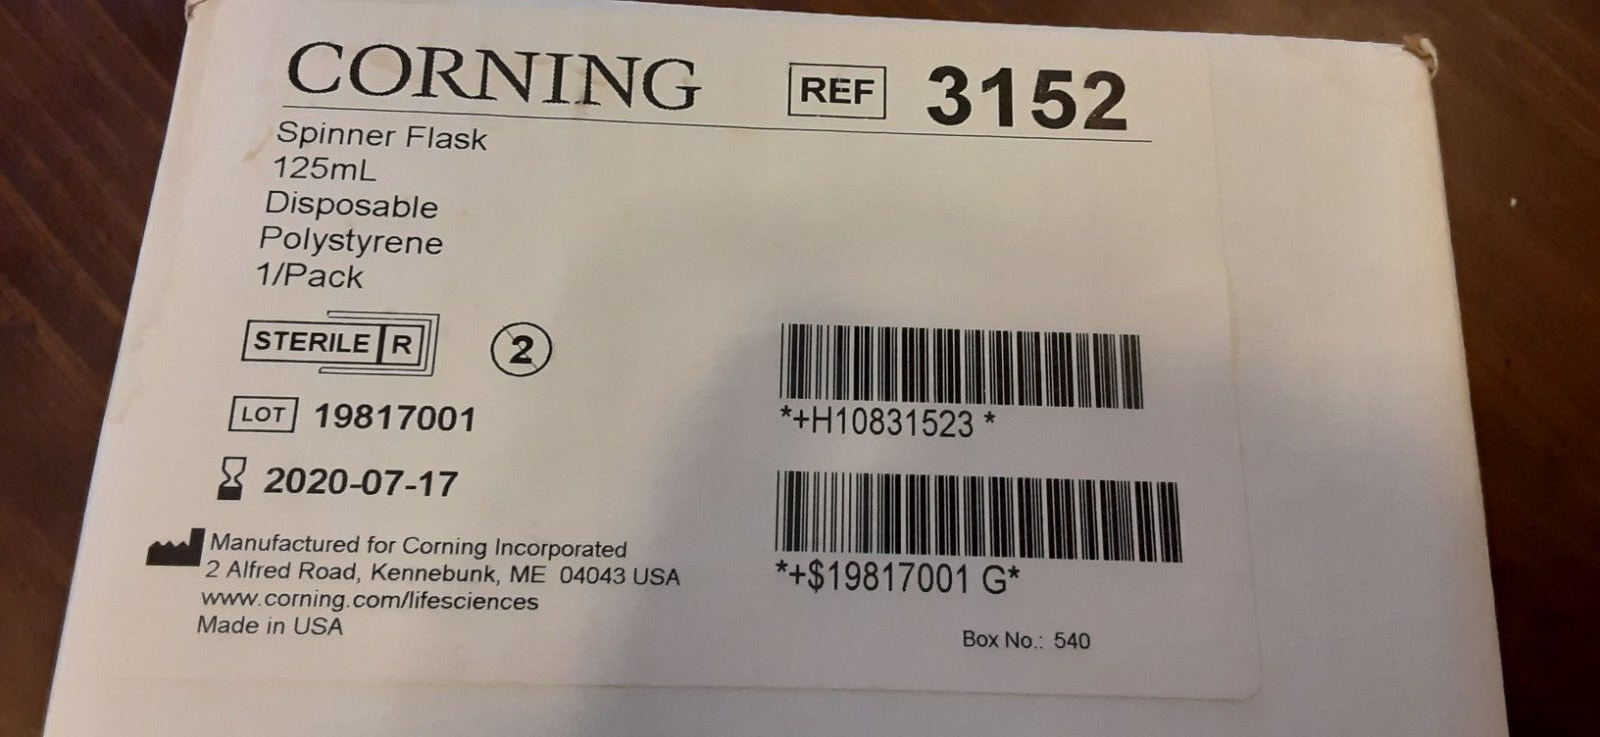 CORNING
REF 3152
Spinner Flask
125mL
Disposable
Polystyrene
1/Pack
STERILE R
2
LOT 19817001
2020-07-17
Manufactured for Corning Incorporated
2 Alfred Road, Kennebunk, ME 04043 USA
www.corning.com/lifesciences
Made in USA
*+H10831523 *
*+$19817001 G*
Box No.: 540